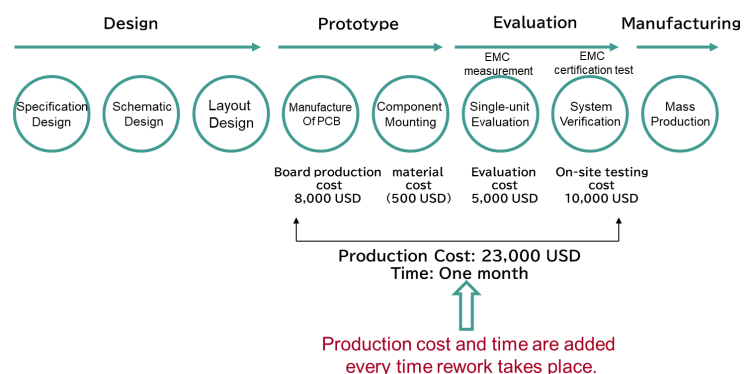 Design
Prototype
Evaluation
Manufacturing
EMC
measurement
EMC
certification test
Specification
Design
Schematic
Design
Layout
Design
Manufacture
Of PCB
Component
Mounting
Single-unit
Evaluation
System
Verification
Mass
Production
Board production
cost
8,000 USD
material
cost
(500 USD)
Evaluation
cost
5,000 USD
On-site testing
cost
10,000 USD
Production Cost: 23,000 USD
Time: One month
Production cost and time are added
every time rework takes place.